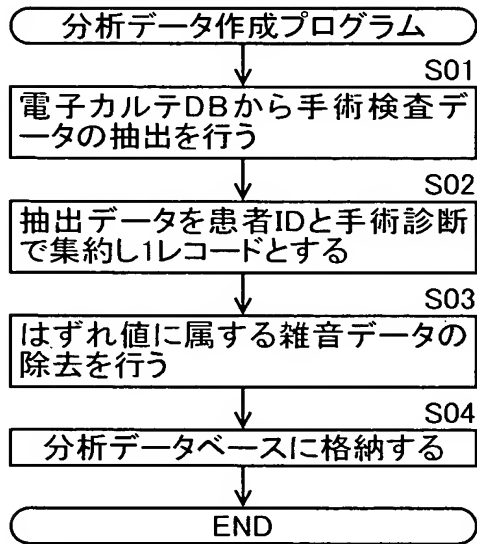 分析データ作成プログラム
S01
電子カルテDBから手術検査デ
ータの抽出を行う
S02
抽出データを患者IDと手術診断
で集約し1レコードとする
S03
はずれ値に属する雑音データの
除去を行う
S04
分析データベースに格納する
END